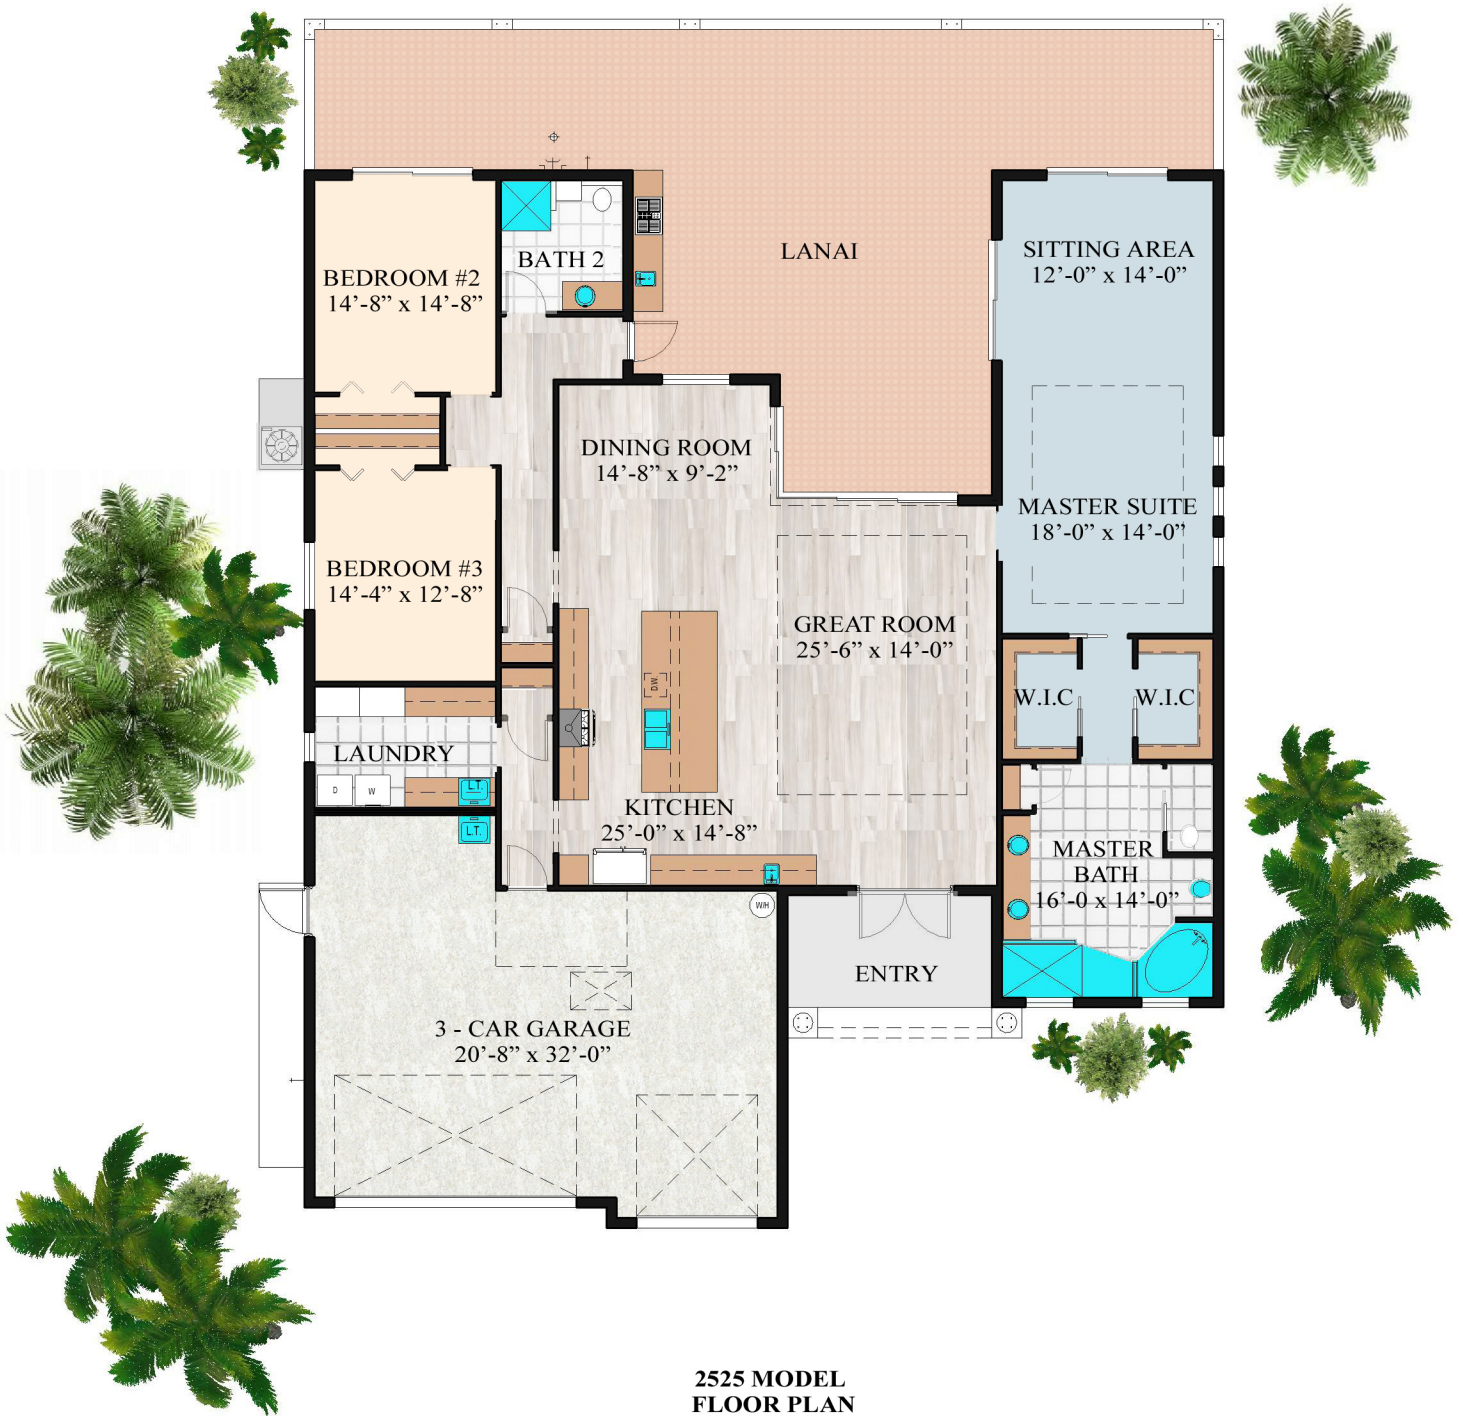 LANAI
SITTING AREA
12’-0” x 14’-0”
BATH 2
BEDROOM #2
14’-8” x 14’-8”
DINING ROOM
14’-8” x 9’-2”
MASTER SUITE
18’-0” x 14’-0”
BEDROOM #3
14’-4” x 12’-8”
GREAT ROOM
25’-6” x 14’-0”
D.W.
W.I.C
W.I.C
LAUNDRY
D
W
L.T.
L.T.
KITCHEN
25’-0” x 14’-8”
MASTER
BATH
16’-0 x 14’-0”
W/H
ENTRY
3 - CAR GARAGE
20’-8” x 32’-0”
2525 MODEL
FLOOR PLAN